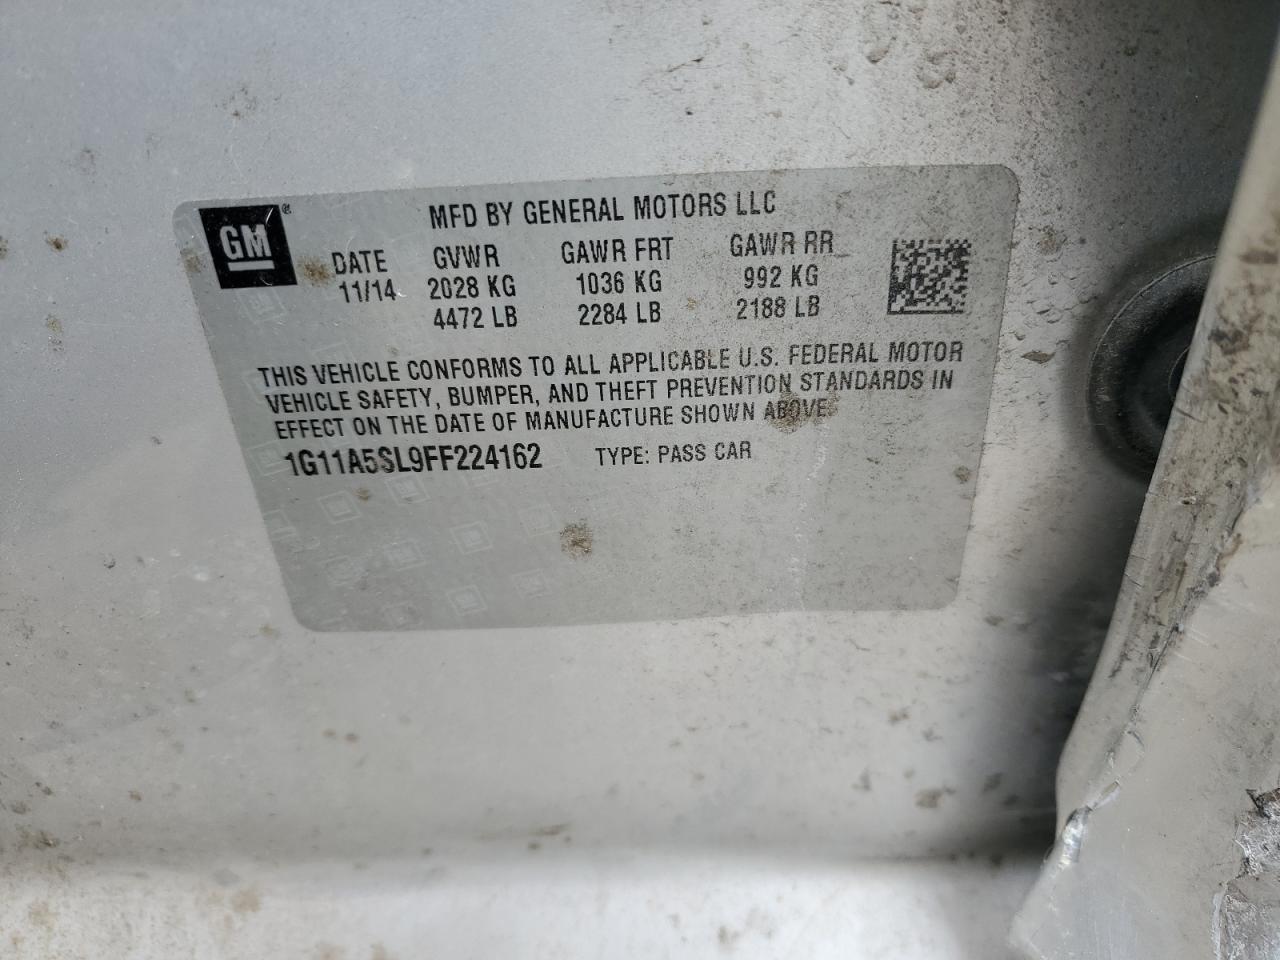 GM ®
MFD BY GENERAL MOTORS LLC
DATE GVWR GAWR FRT GAWR RR
11/14 2028 KG 1036 KG 992 KG
4472 LB 2284 LB 2188 LB
THIS VEHICLE CONFORMS TO ALL APPLICABLE U.S. FEDERAL MOTOR
VEHICLE SAFETY, BUMPER, AND THEFT PREVENTION STANDARDS IN
EFFECT ON THE DATE OF MANUFACTURE SHOWN ABOVE
1G11A5SL9FF224162 TYPE: PASS CAR